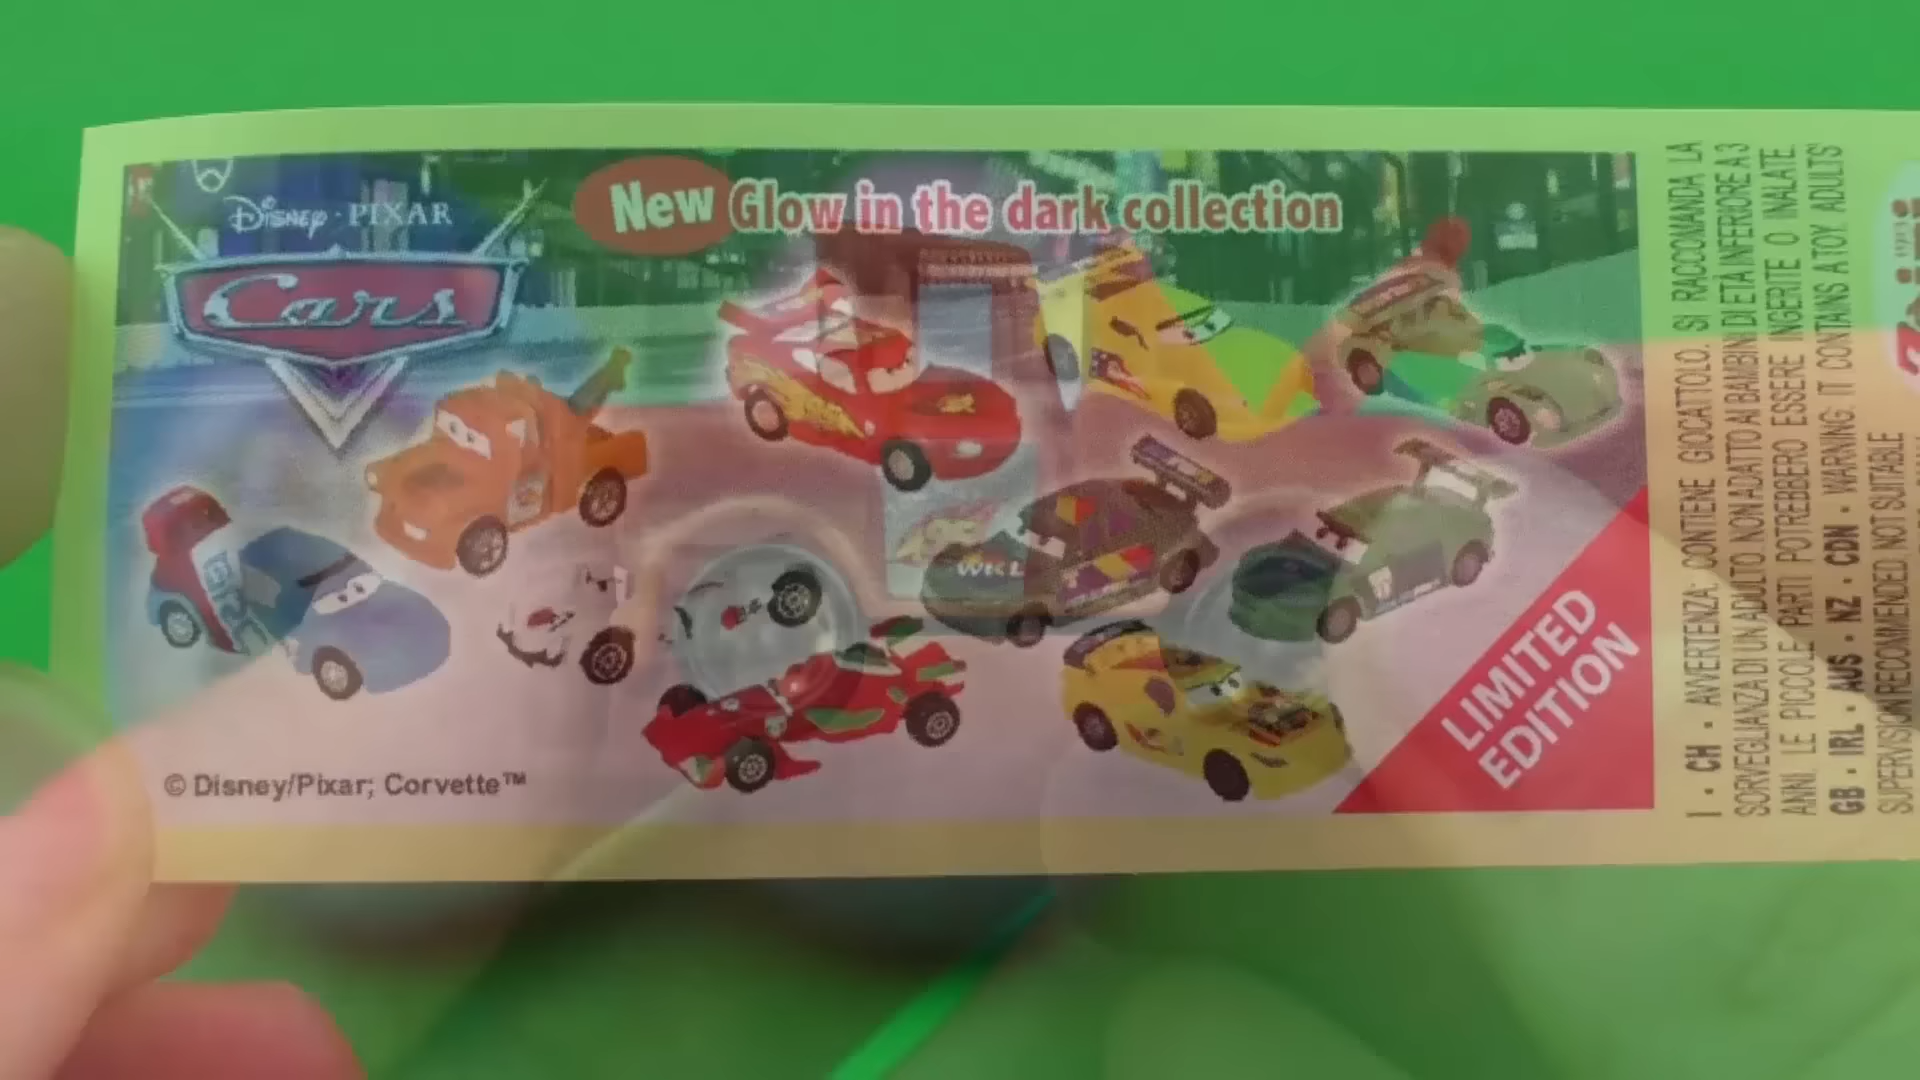 Disney · PIXAR
Cars
New Glow in the dark collection
WKL
95
LIMITED
EDITION
© Disney/Pixar; Corvette™
I • CH • AVVERTENZA: CONTIENE GIOCATTOLO. SI RACCOMANDA LA
SORVEGLIANZA DI UN ADULTO. NON ADATTO AI BAMBINI DI ETÀ INFERIORE A 3
ANNI. LE PICCOLE PARTI POTREBBERO ESSERE INGERITE O INALATE.
GB • IRL • AUS • NZ • CDN • WARNING: IT CONTAINS A TOY ADULTS'
SUPERVISION RECOMMENDED. NOT SUITABLE